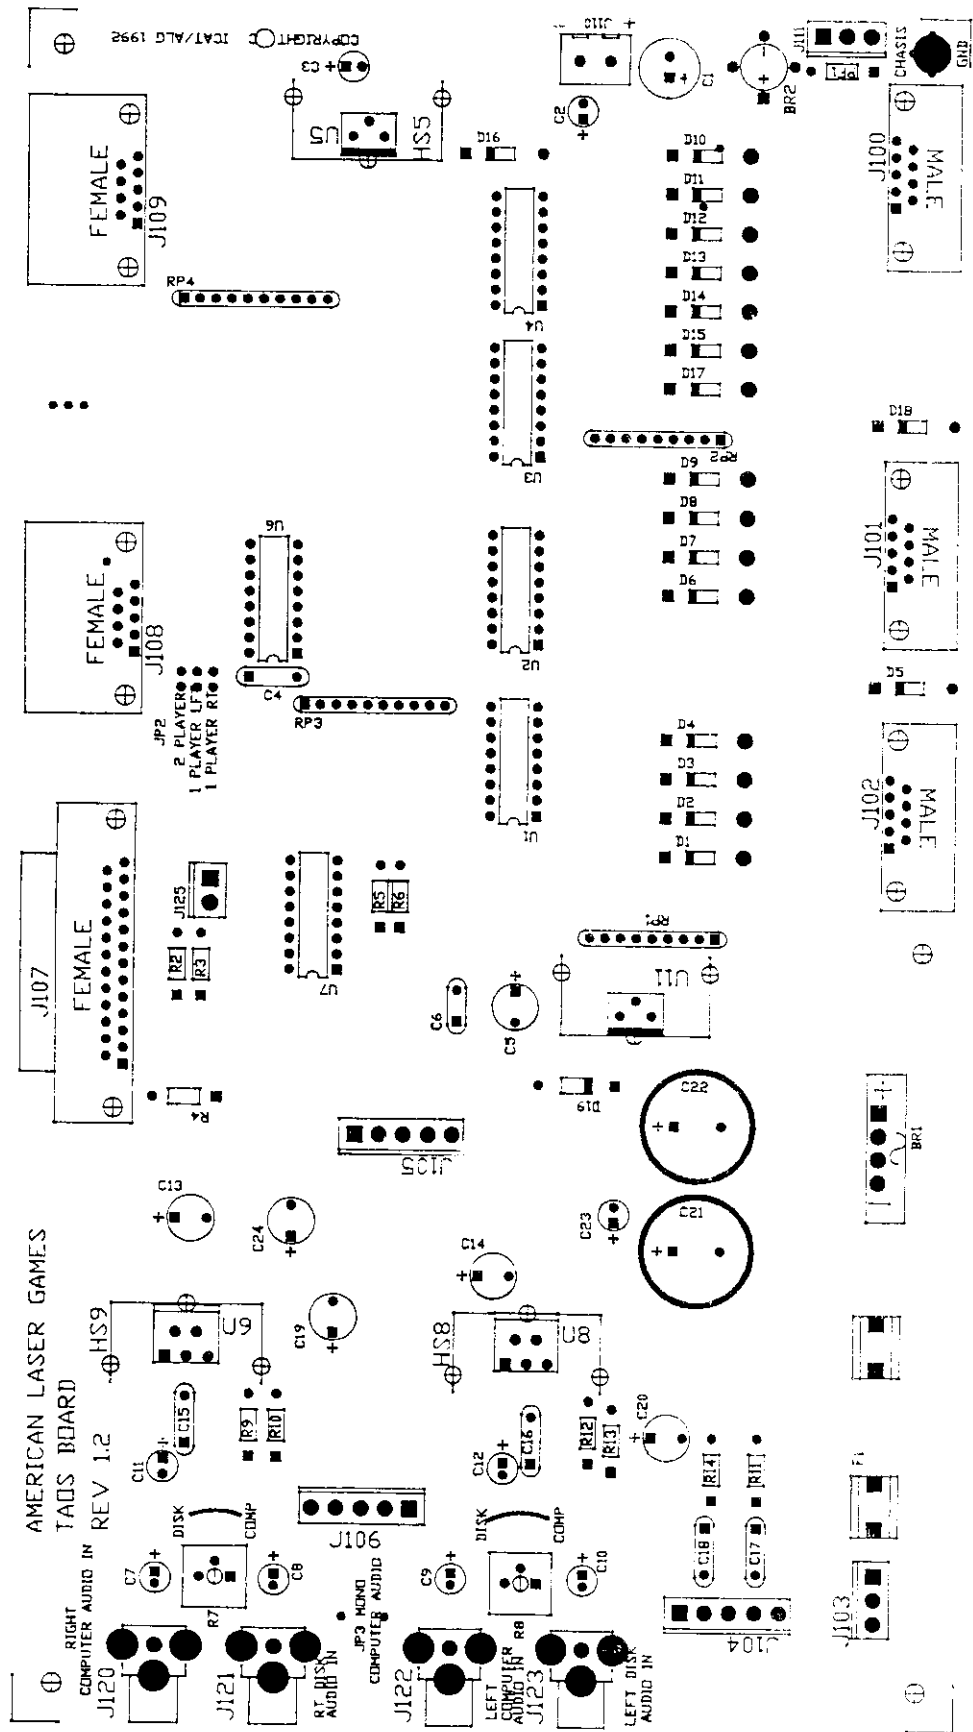 COPYRIGHT C ICAT/ALG 1992
C3
J110
C1
C2
BR2
J111
RP1
CHASIS
GND
FEMALE
J109
U5
HS5
D16
D10
D11
D12
D13
D14
D15
D17
J100
MALE
RP4
U4
U3
RP2
D18
D9
D8
D7
D6
J101
MALE
FEMALE
J108
U6
U2
C4
RP3
JP2
2 PLAYER
1 PLAYER LFT
1 PLAYER RT
D5
D4
D3
D2
D1
U1
J102
MALE
J107
FEMALE
J125
R2
R3
R5
R6
U7
RP1
U11
C6
C5
R4
D19
C22
BR1
J105
C13
C24
C14
C23
C21
AMERICAN LASER GAMES
TAOS BOARD
REV 1.2
HS9
U9
C19
HS8
U8
C15
R9
R10
C11
C16
R12
R13
C12
C20
R14
R11
F1
DISK
COMP
J106
DISK
COMP
C18
C17
C7
R7
C8
C9
R8
C10
J104
J103
RIGHT
COMPUTER AUDIO IN
J120
J121
RT DISK
AUDIO IN
JP3 MONO
COMPUTER AUDIO
J122
LEFT
COMPUTER
AUDIO IN
J123
LEFT DISK
AUDIO IN